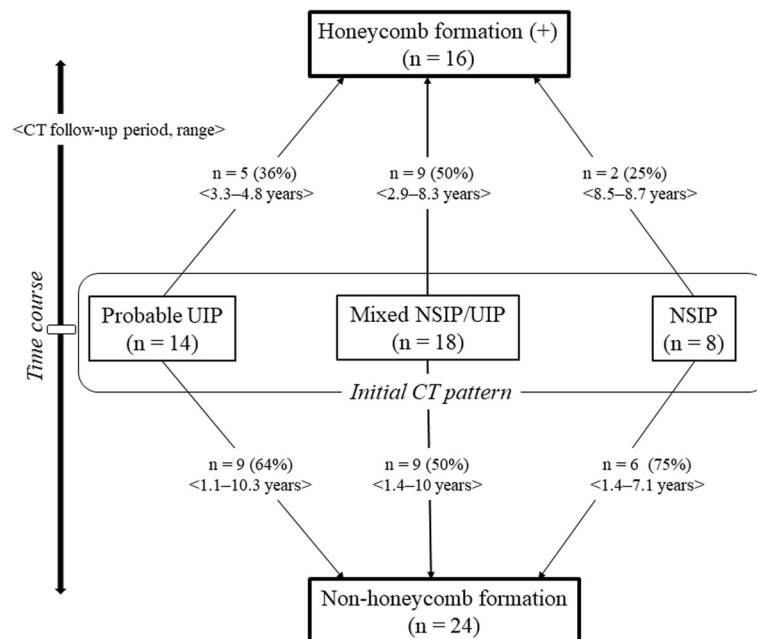 Honeycomb formation (+)
(n = 16)
<CT follow-up period, range>
n = 5 (36%)
<3.3–4.8 years>
n = 9 (50%)
<2.9–8.3 years>
n = 2 (25%)
<8.5–8.7 years>
Time course
Probable UIP
(n = 14)
Mixed NSIP/UIP
(n = 18)
NSIP
(n = 8)
Initial CT pattern
n = 9 (64%)
<1.1–10.3 years>
n = 9 (50%)
<1.4–10 years>
n = 6 (75%)
<1.4–7.1 years>
Non-honeycomb formation
(n = 24)